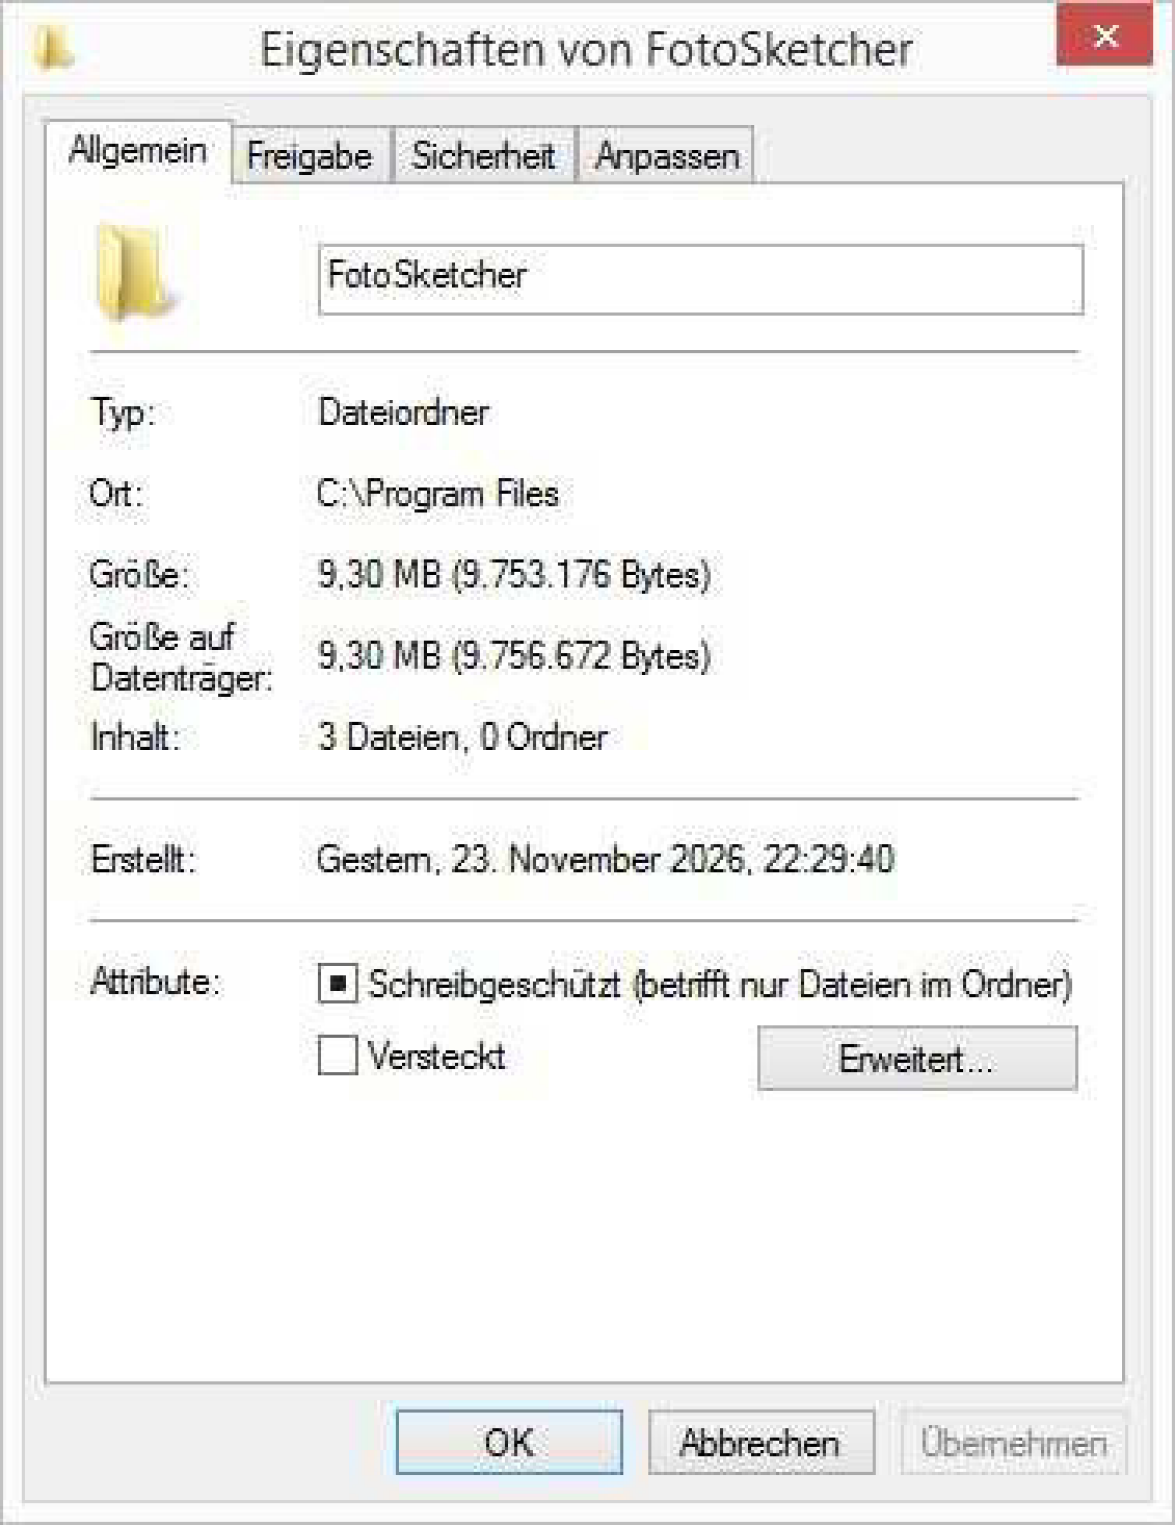 Eigenschaften von FotoSketcher
Allgemein Freigabe Sicherheit Anpassen
FotoSketcher
Typ: Dateiordner
Ort: C:\Program Files
Größe: 9,30 MB (9.753.176 Bytes)
Größe auf
Datenträger: 9,30 MB (9.756.672 Bytes)
Inhalt: 3 Dateien, 0 Ordner
Erstellt: Gestern, 23. November 2026, 22:29:40
Attribute: Schreibgeschützt (betrifft nur Dateien im Ordner)
Versteckt Erweitert...
OK Abbrechen Übernehmen